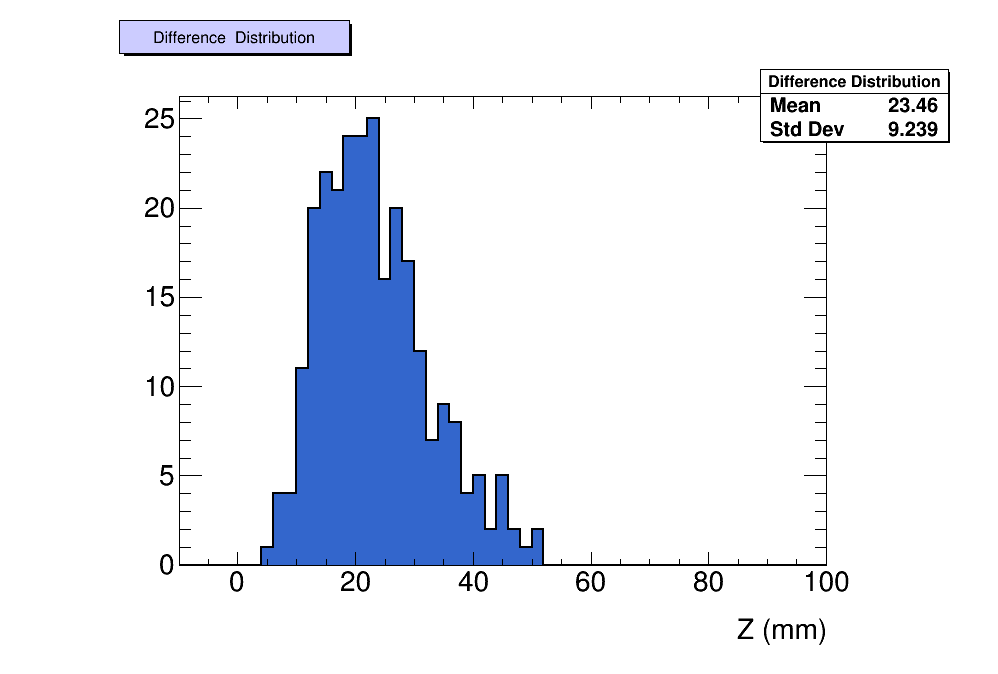 Difference Distribution
Difference Distribution
Mean 23.46
Std Dev 9.239
25
20
15
10
5
0
0 20 40 60 80 100
Z (mm)